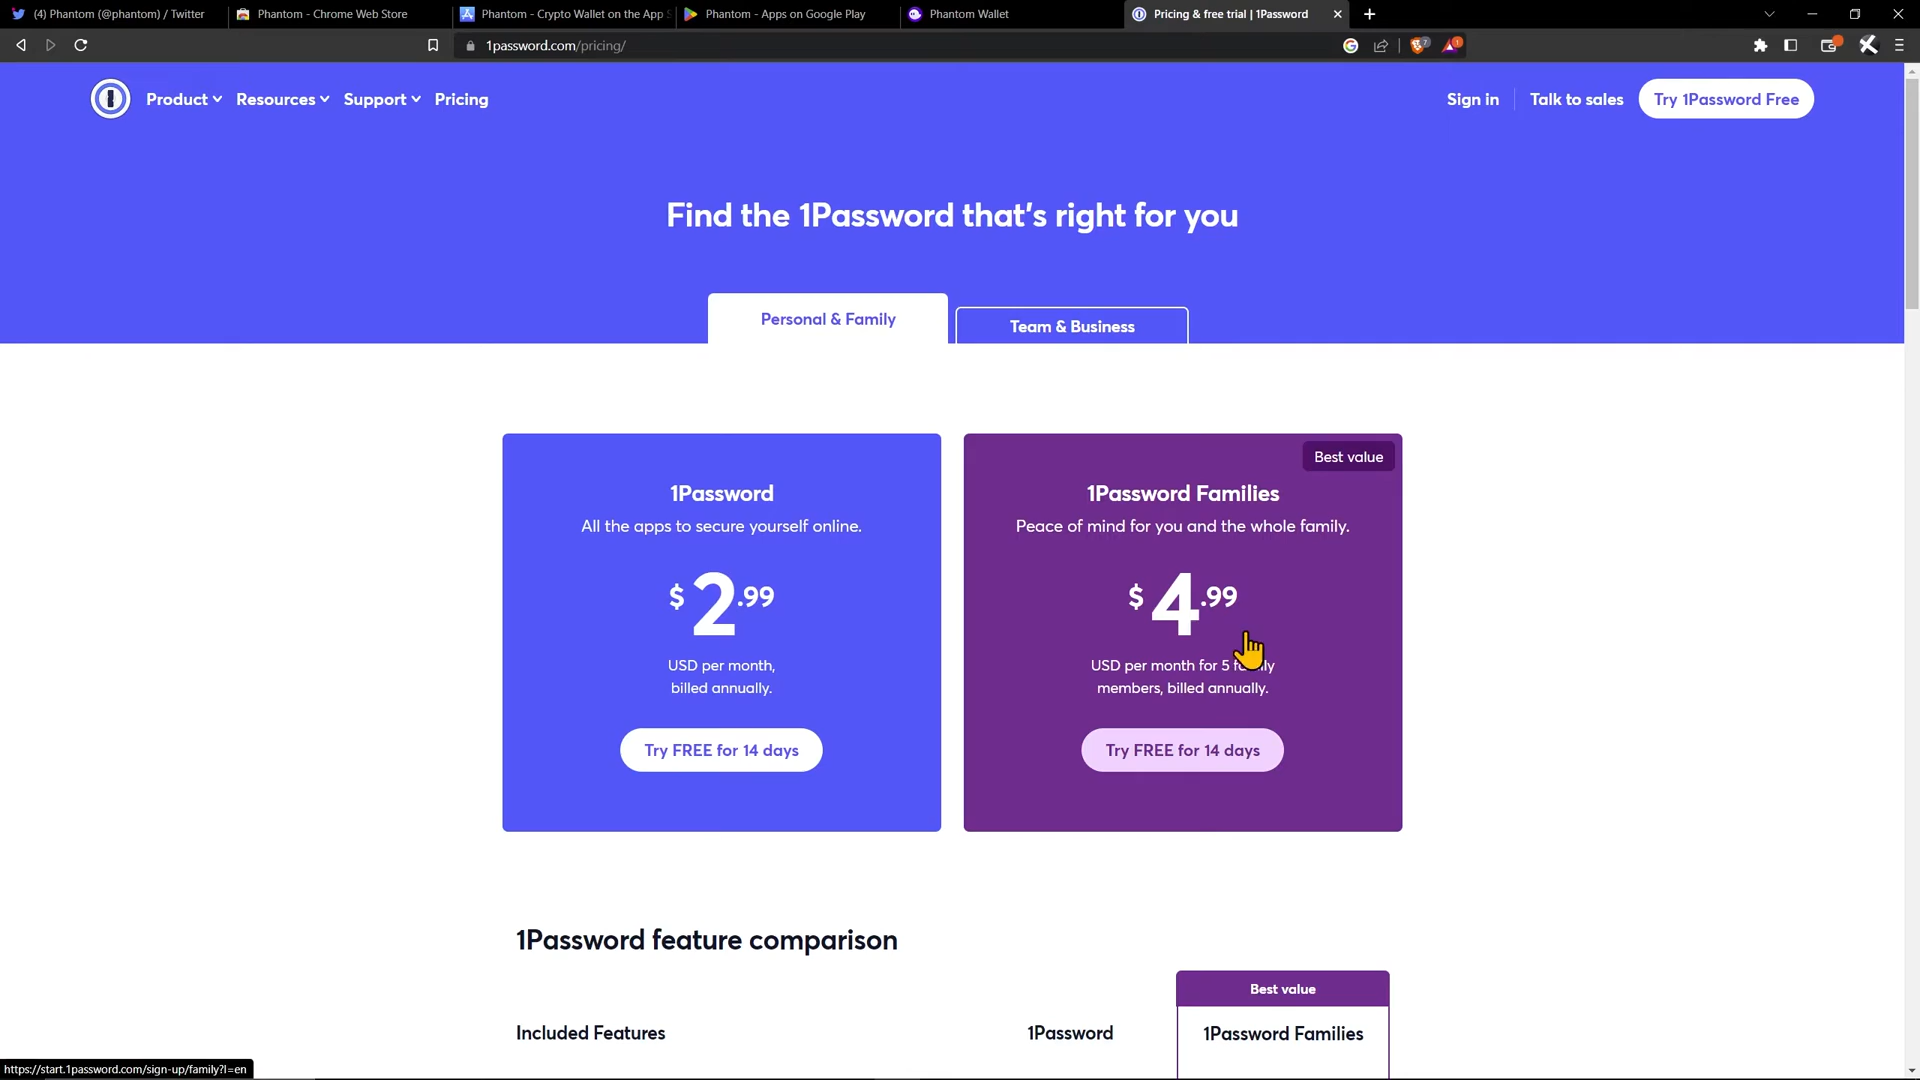 (4) Phantom (@phantom) / Twitter
Phantom - Chrome Web Store
Phantom - Crypto Wallet on the App S
Phantom - Apps on Google Play
Phantom Wallet
Pricing & free trial | 1Password
1password.com/pricing/
7
1
Product
Resources
Support
Pricing
Sign in
Talk to sales
Try 1Password Free
Find the 1Password that's right for you
Personal & Family
Team & Business
1Password
All the apps to secure yourself online.
$2.99
USD per month,
billed annually.
Try FREE for 14 days
Best value
1Password Families
Peace of mind for you and the whole family.
$4.99
USD per month for 5 family
members, billed annually.
Try FREE for 14 days
1Password feature comparison
Best value
Included Features
1Password
1Password Families
https://start.1password.com/sign-up/family?l=en